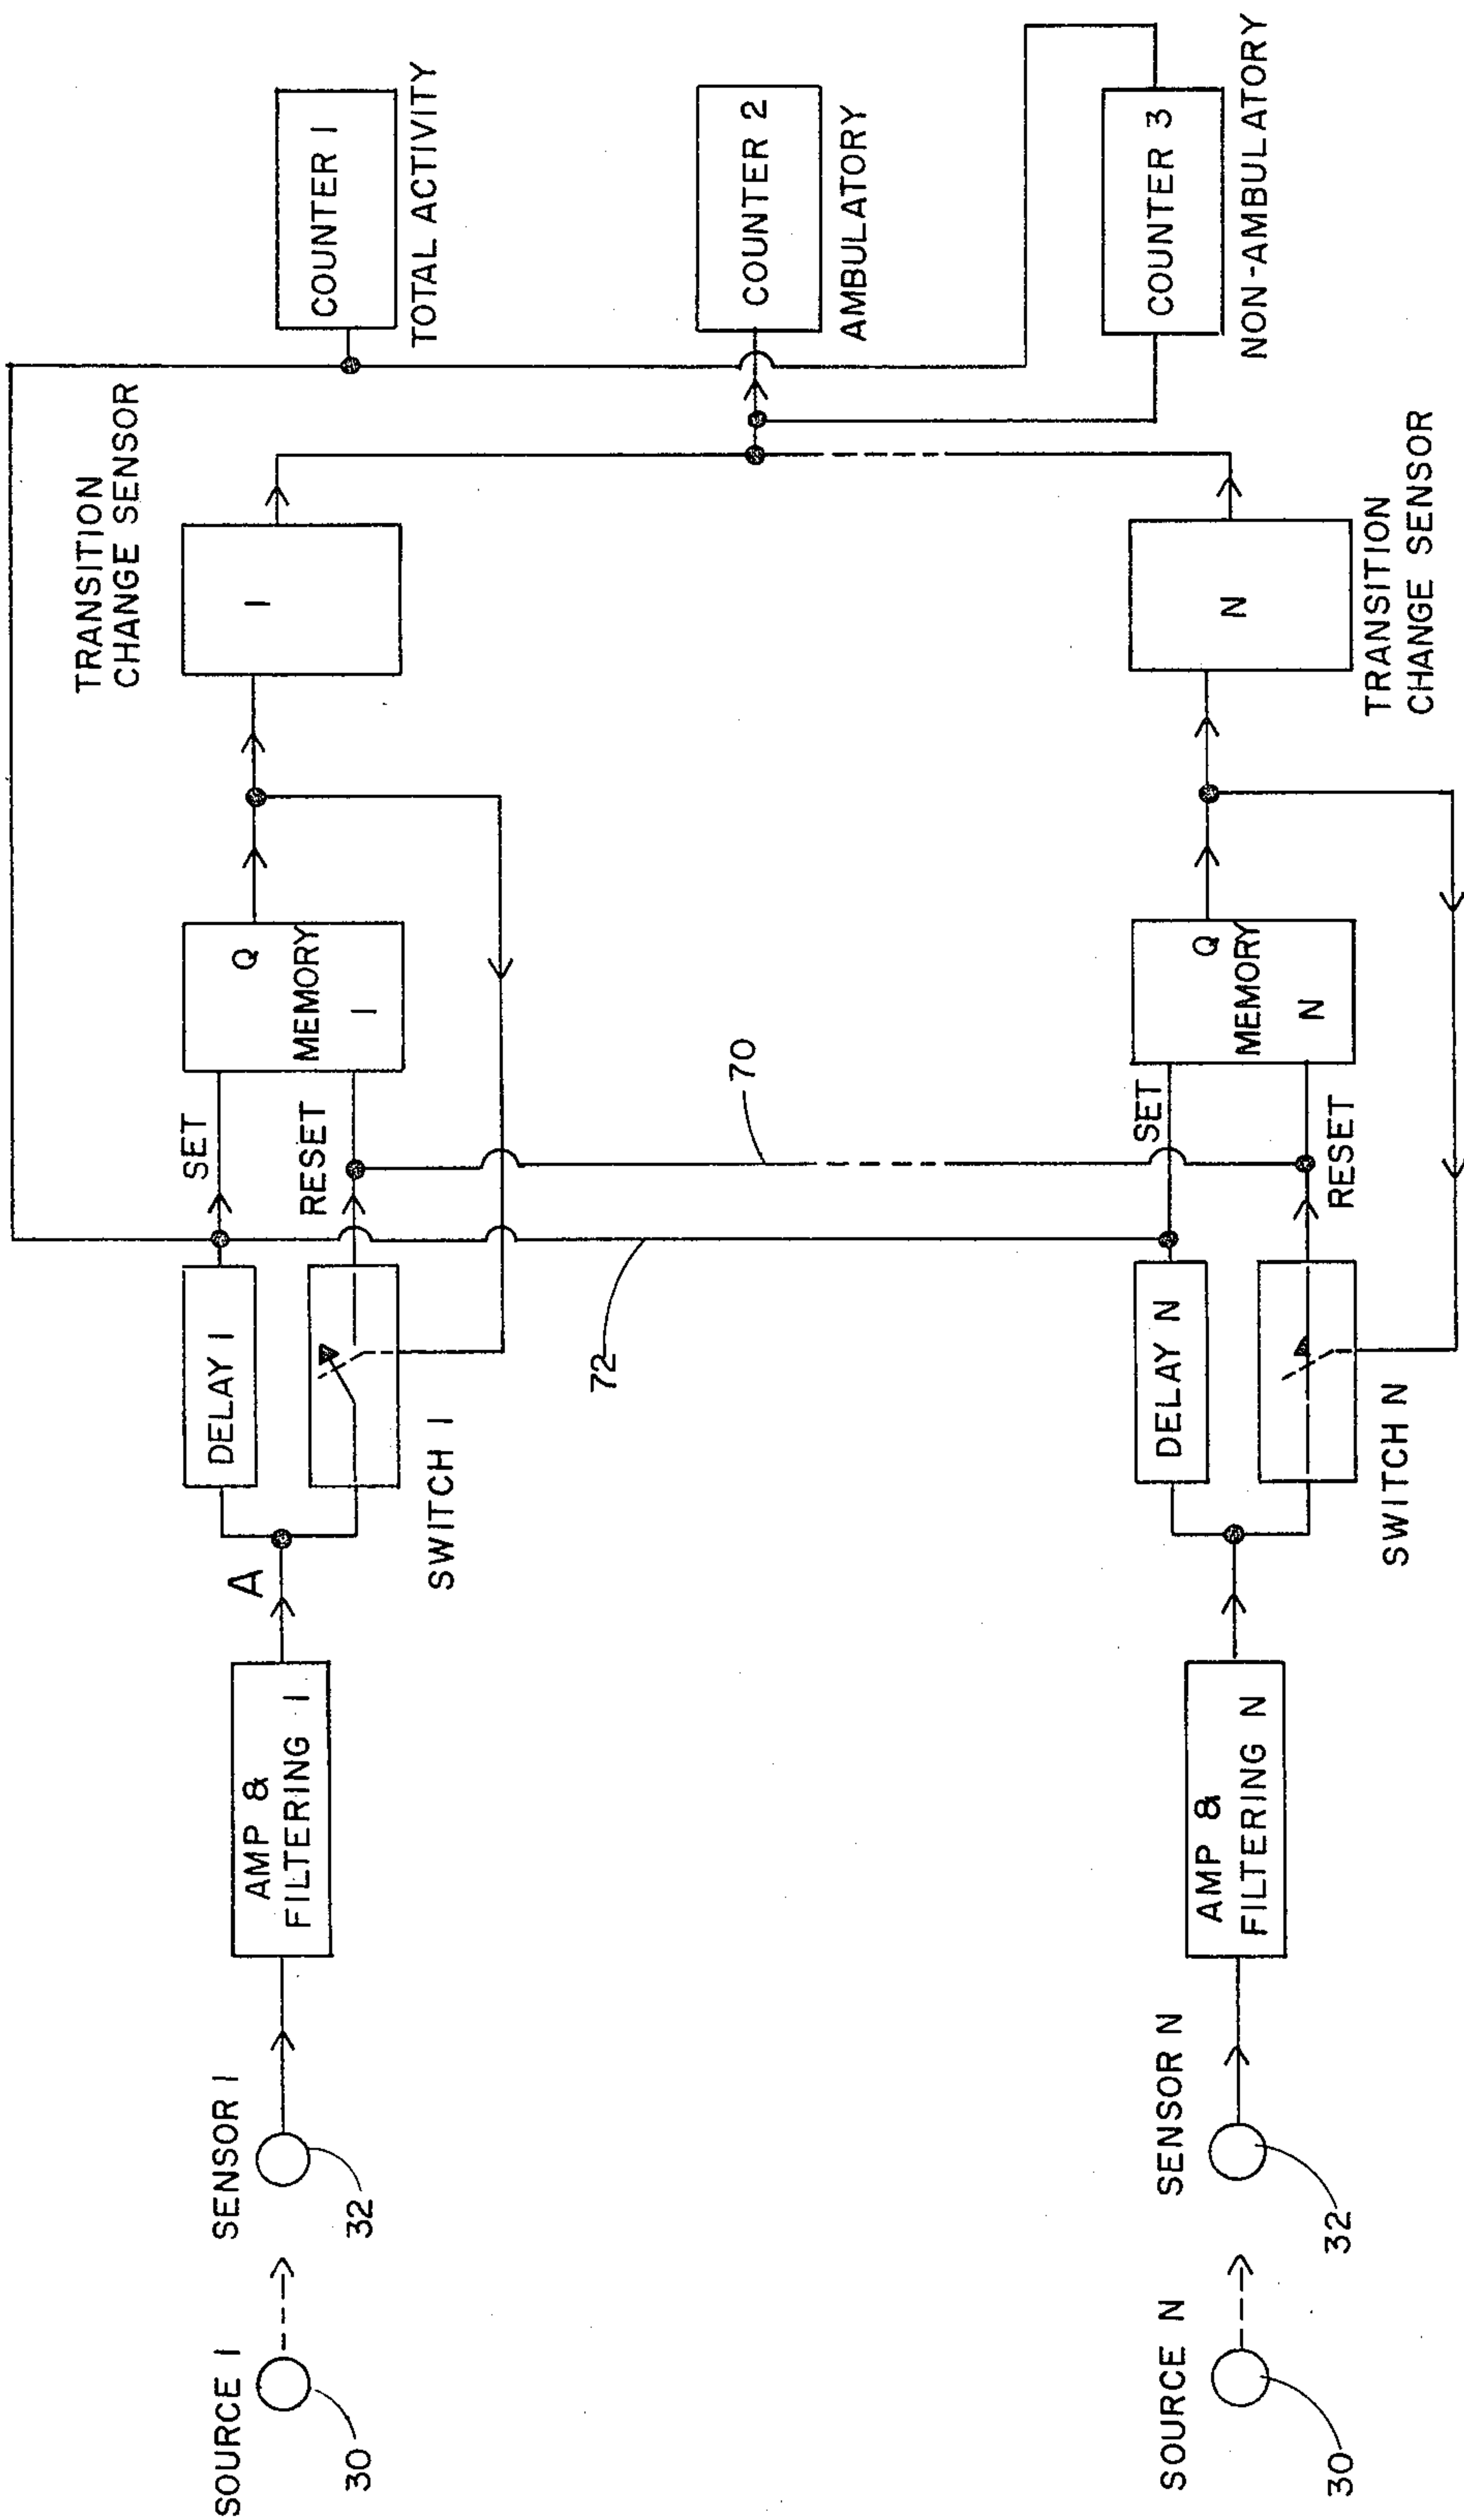 SOURCE 1
30
SENSOR 1
32
AMP &
FILTERING 1
A
DELAY 1
SWITCH 1
SET
RESET
Q
MEMORY
1
TRANSITION
CHANGE SENSOR
1
COUNTER 1
TOTAL ACTIVITY
COUNTER 2
AMBULATORY
COUNTER 3
NON-AMBULATORY
72
70
SOURCE N
30
SENSOR N
32
AMP &
FILTERING N
DELAY N
SWITCH N
SET
RESET
Q
MEMORY
N
N
TRANSITION
CHANGE SENSOR